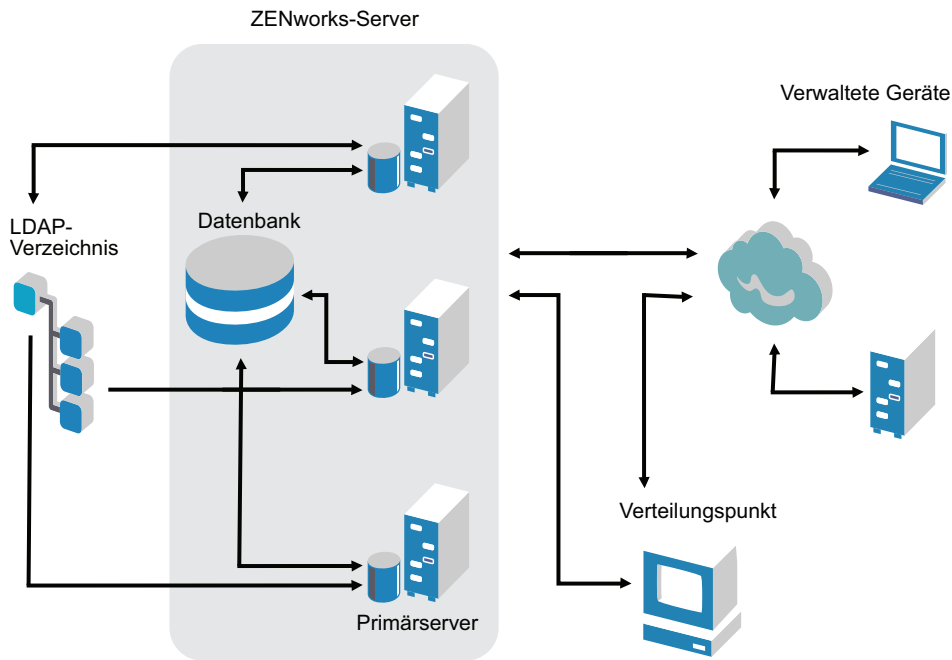 ZENworks-Server
Verwaltete Geräte
LDAP-
Verzeichnis
Datenbank
Verteilungspunkt
Primärserver